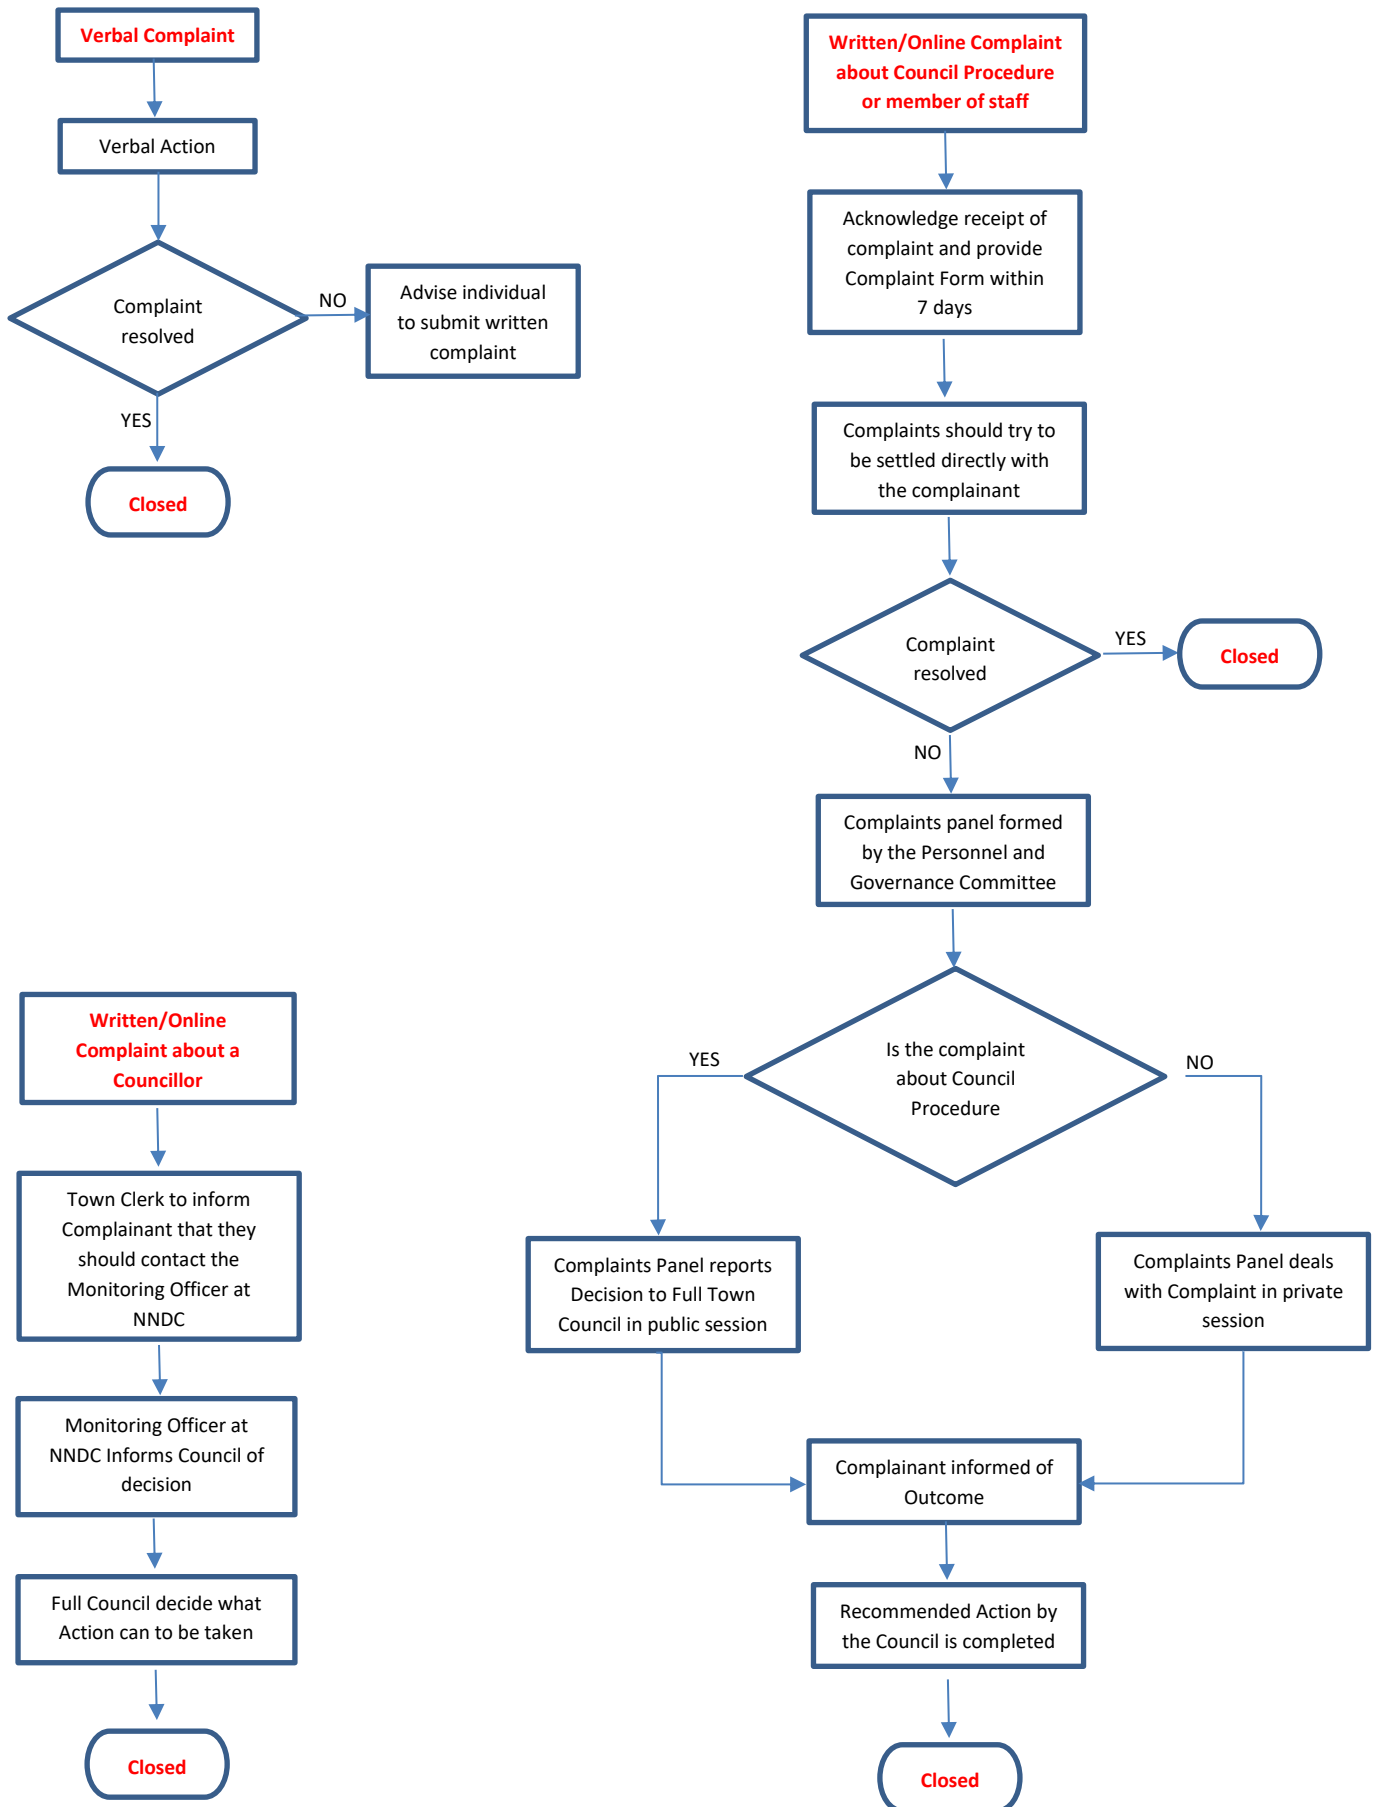 Verbal Complaint
Verbal Action
Complaint
resolved
NO
Advise individual
to submit written
complaint
YES
Closed
Written/Online Complaint
about Council Procedure
or member of staff
Acknowledge receipt of
complaint and provide
Complaint Form within
7 days
Complaints should try to
be settled directly with
the complainant
Complaint
resolved
YES
Closed
NO
Complaints panel formed
by the Personnel and
Governance Committee
Is the complaint
about Council
Procedure
YES
NO
Complaints Panel reports
Decision to Full Town
Council in public session
Complaints Panel deals
with Complaint in private
session
Complainant informed of
Outcome
Recommended Action by
the Council is completed
Closed
Written/Online
Complaint about a
Councillor
Town Clerk to inform
Complainant that they
should contact the
Monitoring Officer at
NNDC
Monitoring Officer at
NNDC Informs Council of
decision
Full Council decide what
Action can to be taken
Closed